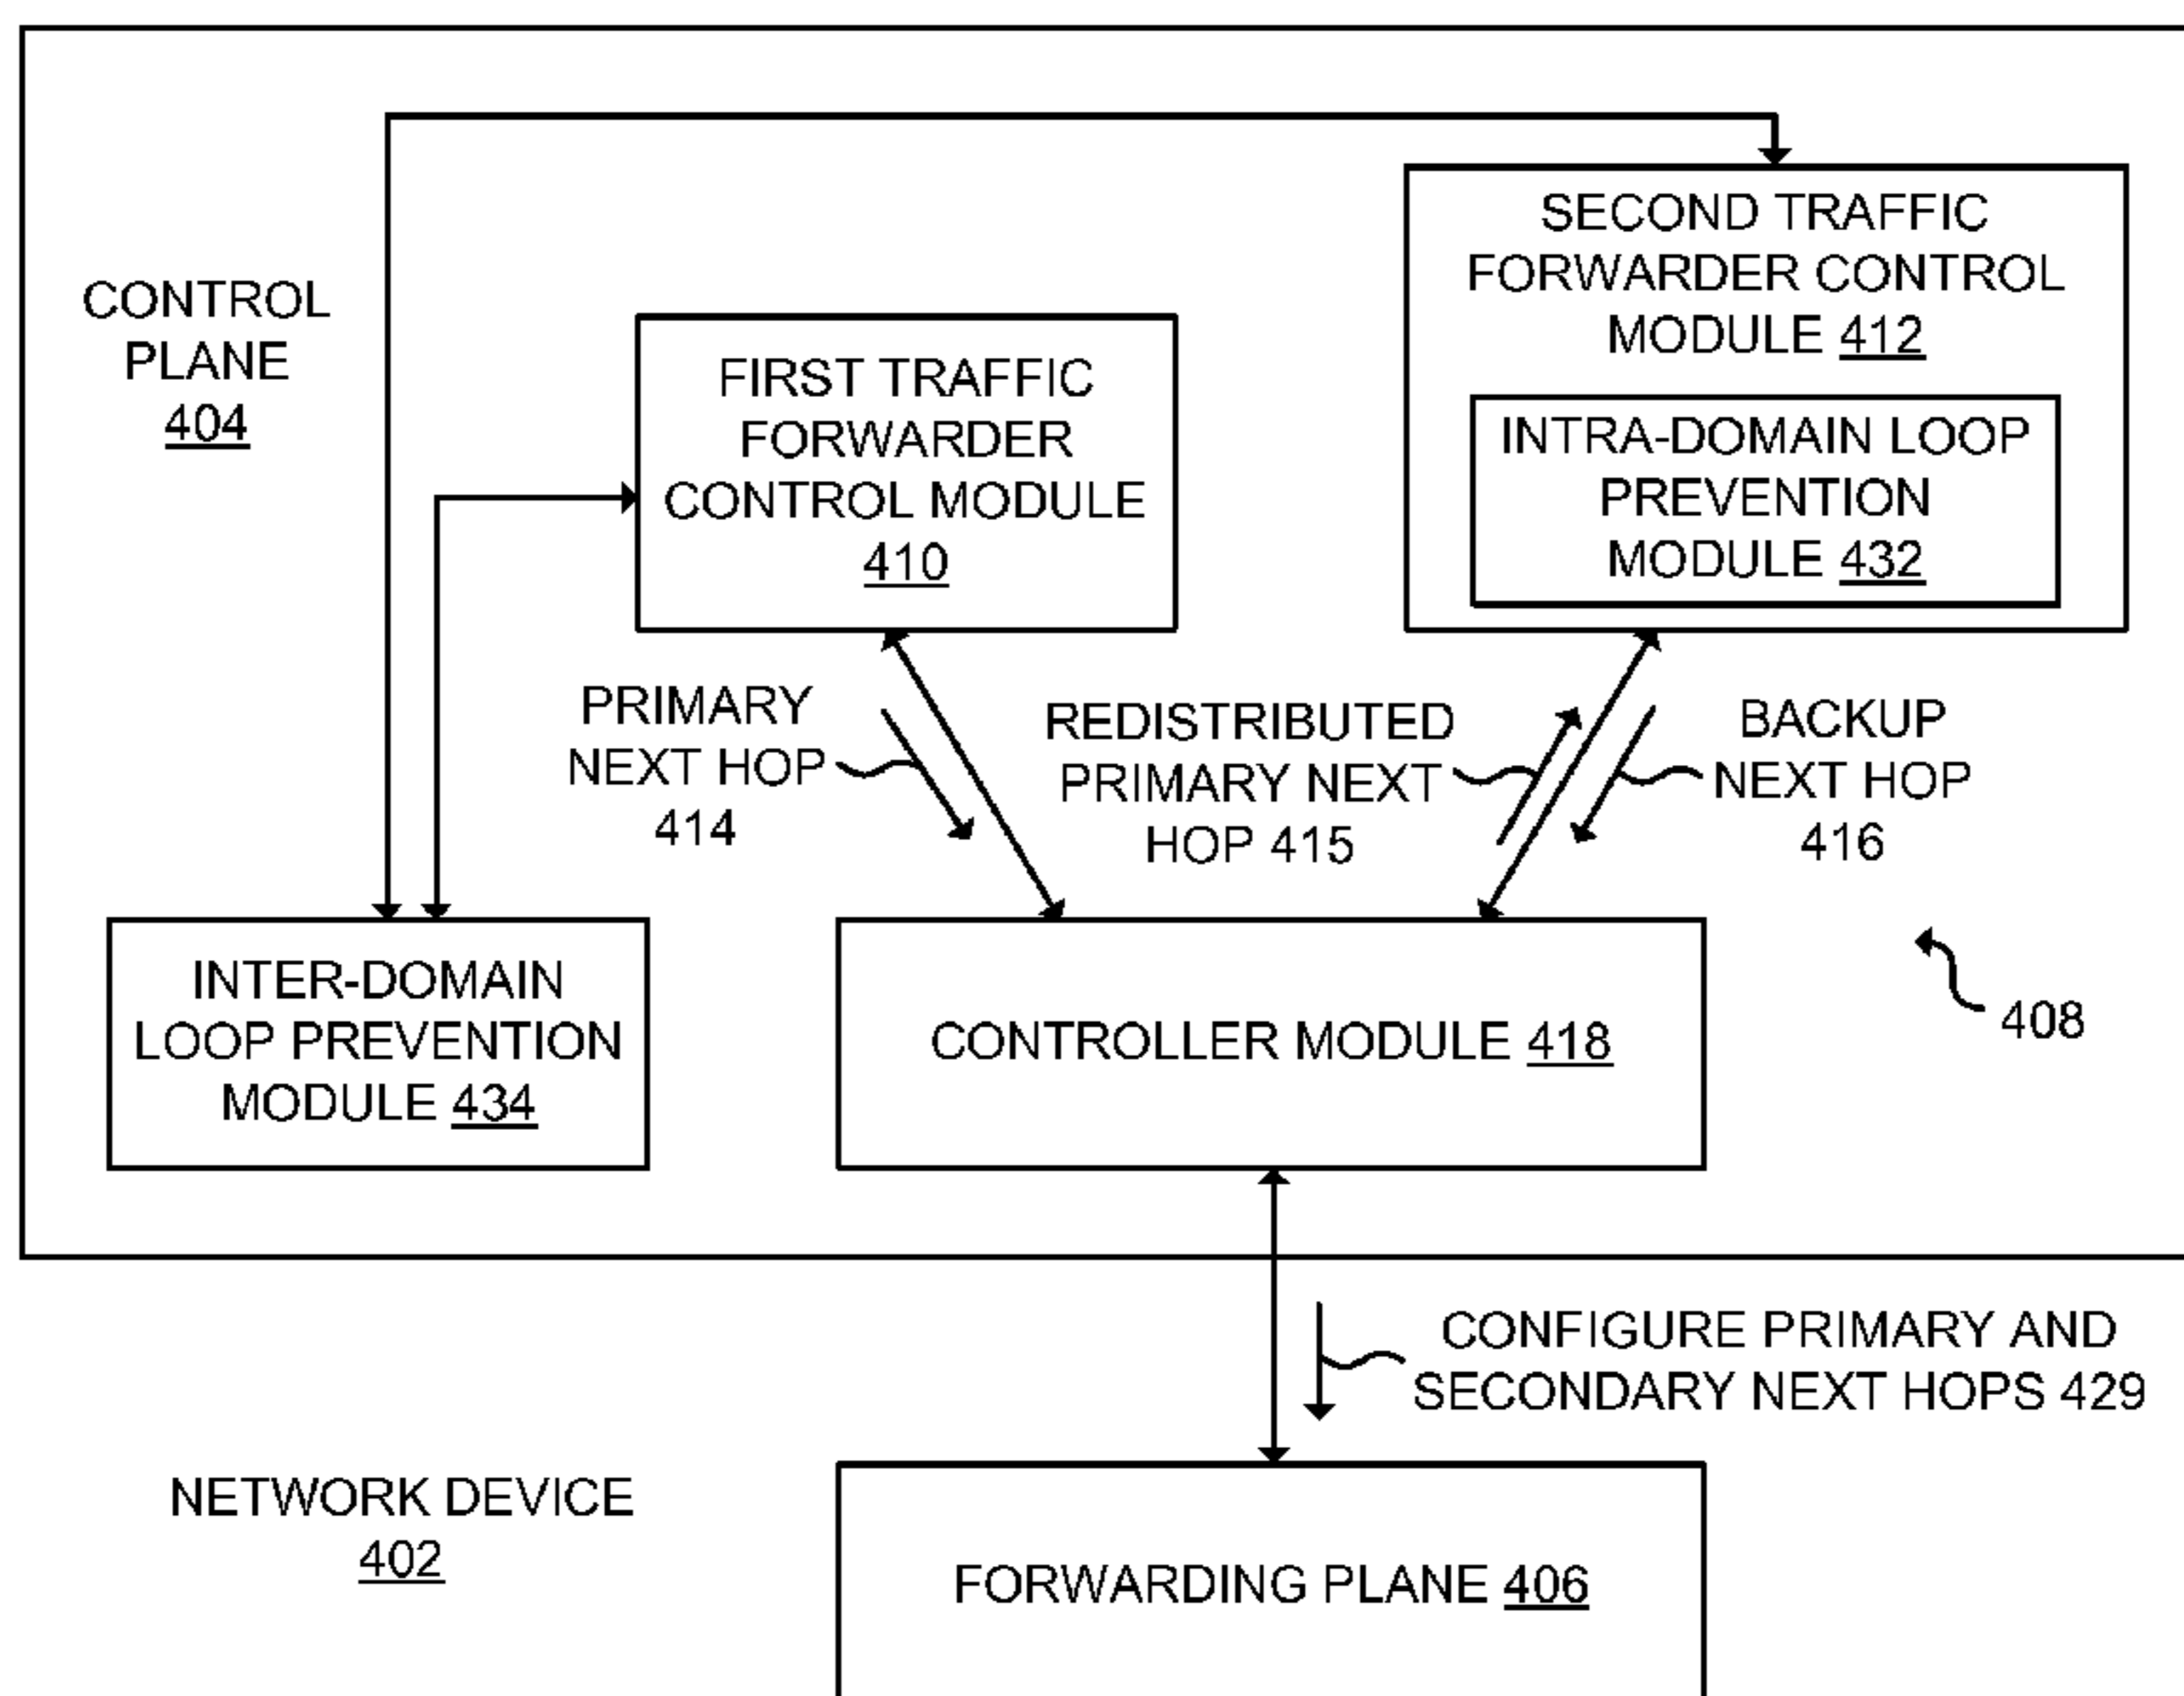 CONTROL
PLANE
404
FIRST TRAFFIC
FORWARDER
CONTROL MODULE
410
SECOND TRAFFIC
FORWARDER CONTROL
MODULE 412
INTRA-DOMAIN LOOP
PREVENTION
MODULE 432
PRIMARY
NEXT HOP
414
REDISTRIBUTED
PRIMARY NEXT
HOP 415
BACKUP
NEXT HOP
416
INTER-DOMAIN
LOOP PREVENTION
MODULE 434
CONTROLLER MODULE 418
408
CONFIGURE PRIMARY AND
SECONDARY NEXT HOPS 429
NETWORK DEVICE
402
FORWARDING PLANE 406